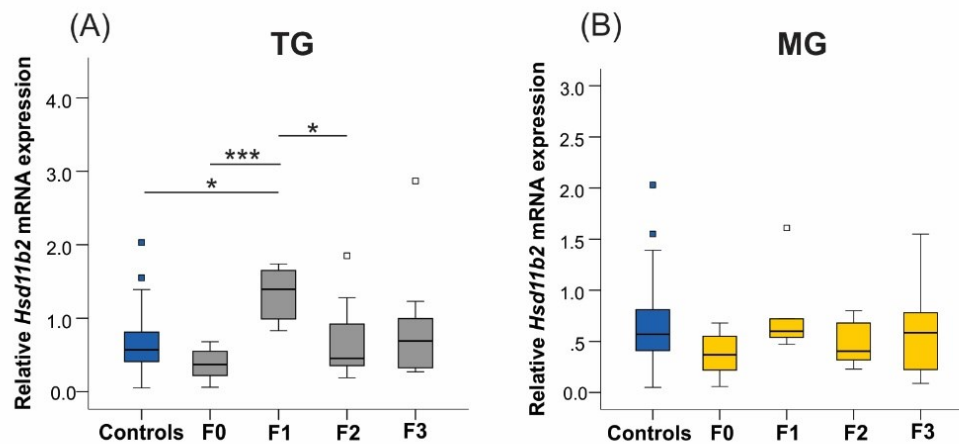 (A)
TG
Relative Hsd11b2 mRNA expression
4.0
3.0
2.0
1.0
0.0
*
***
*
Controls F0 F1 F2 F3
(B)
MG
Relative Hsd11b2 mRNA expression
3.0
2.5
2.0
1.5
1.0
.5
0.0
Controls F0 F1 F2 F3